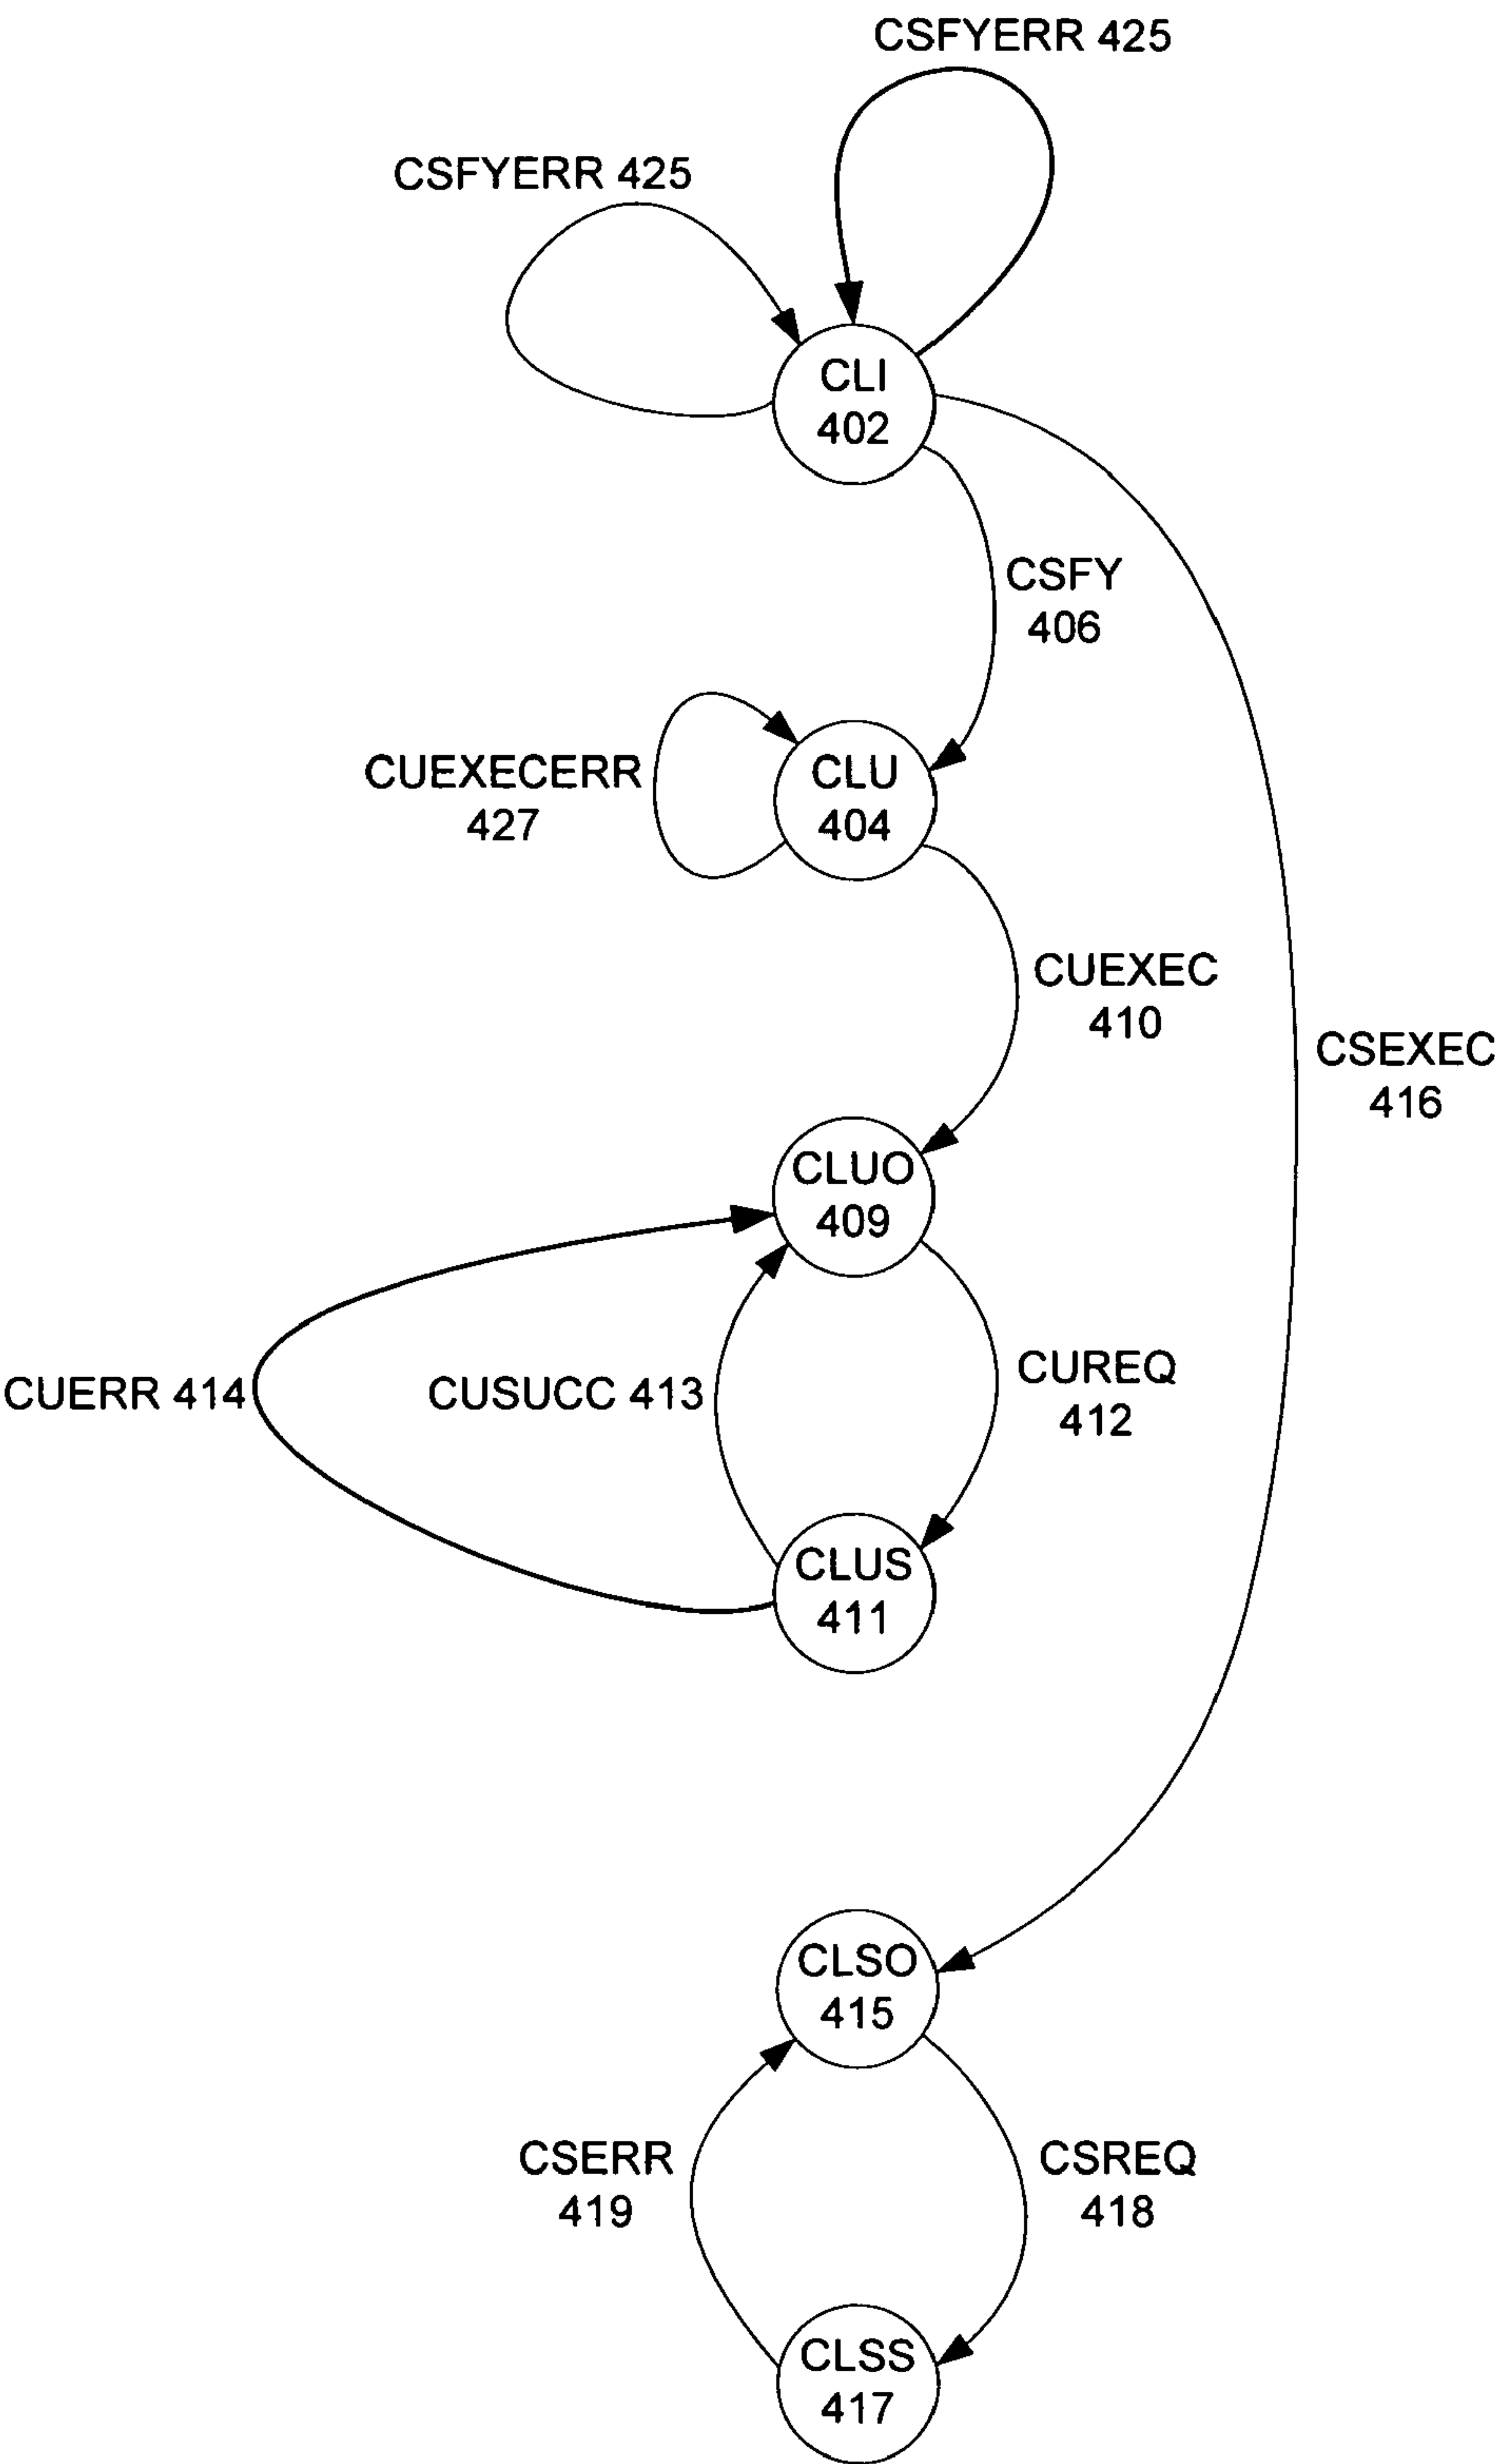 CSFYERR 425
CSFYERR 425
CLI
402
CSFY
406
CUEXECERR
427
CLU
404
CUEXEC
410
CSEXEC
416
CLUO
409
CUERR 414
CUSUCC 413
CUREQ
412
CLUS
411
CLSO
415
CSERR
419
CSREQ
418
CLSS
417